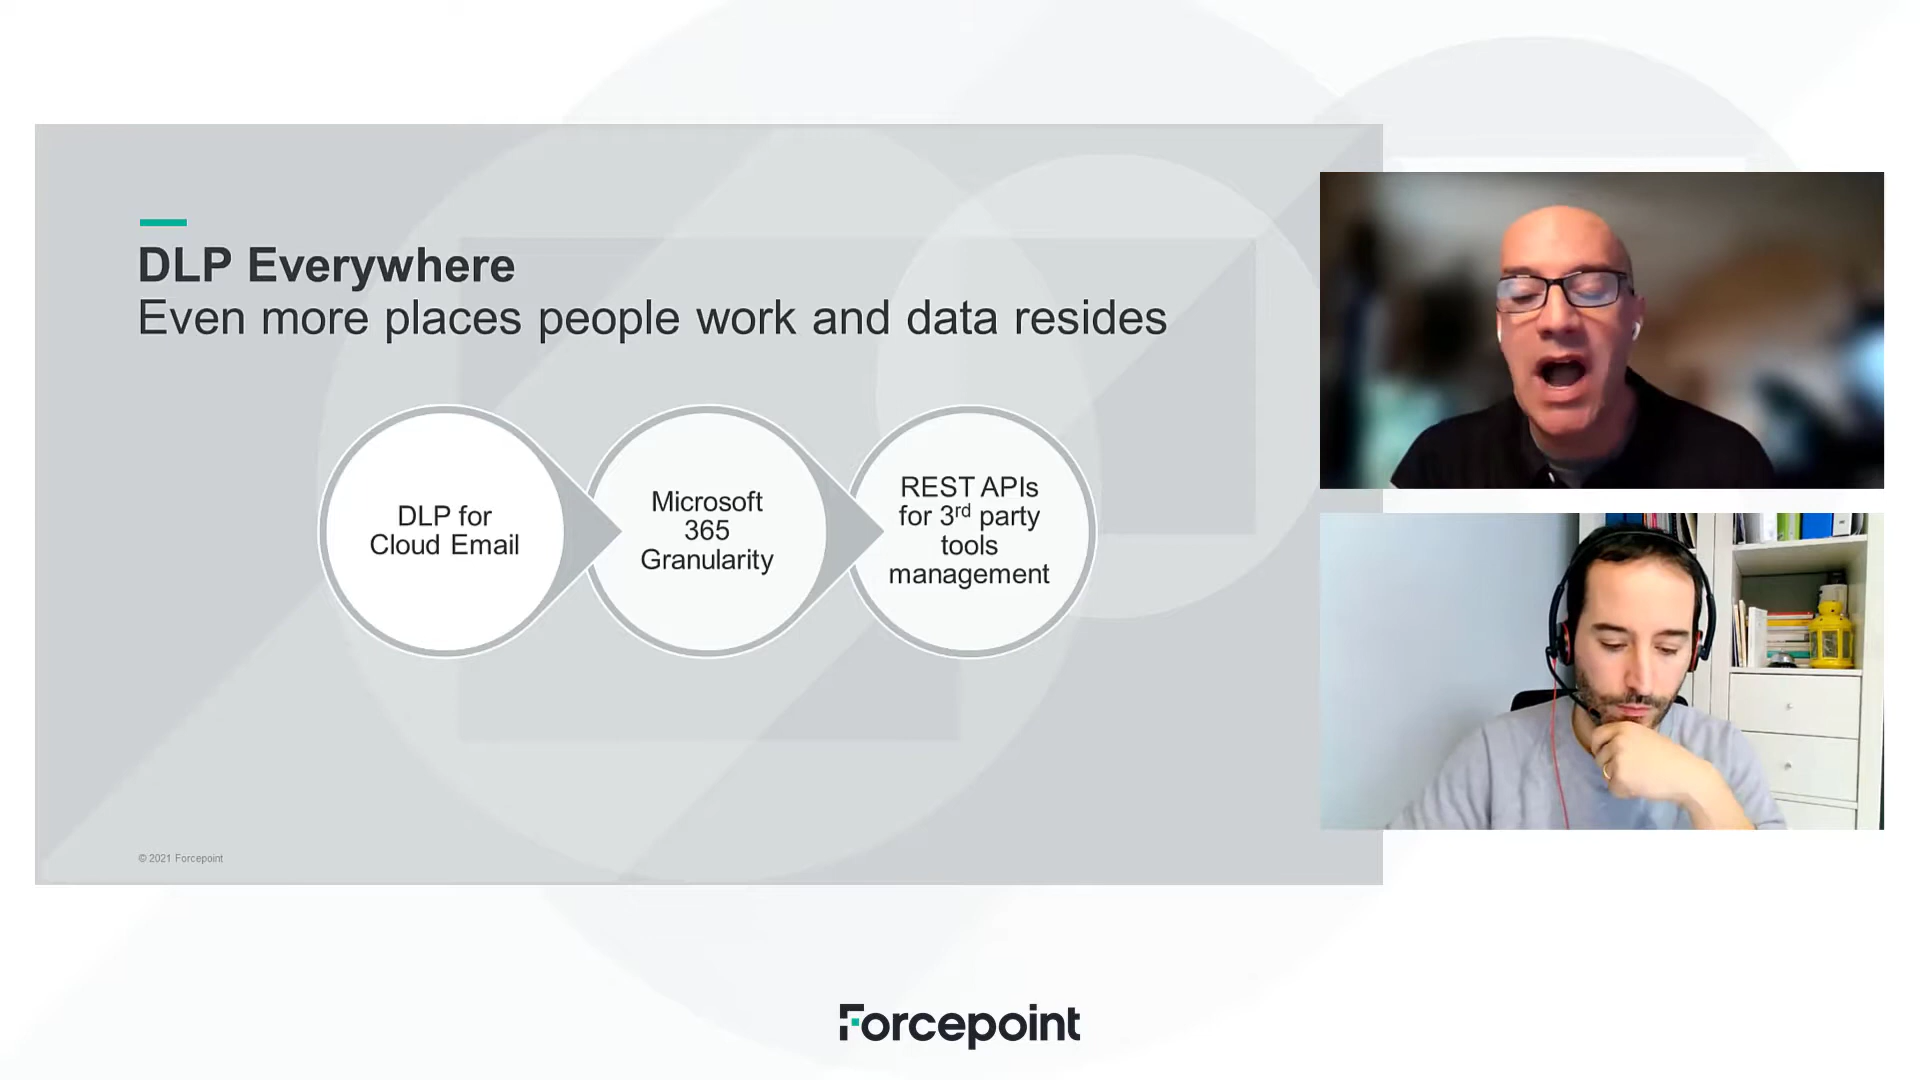 DLP Everywhere
Even more places people work and data resides
DLP for
Cloud Email
Microsoft
365
Granularity
REST APIs
for 3rd party
tools
management
© 2021 Forcepoint
Forcepoint